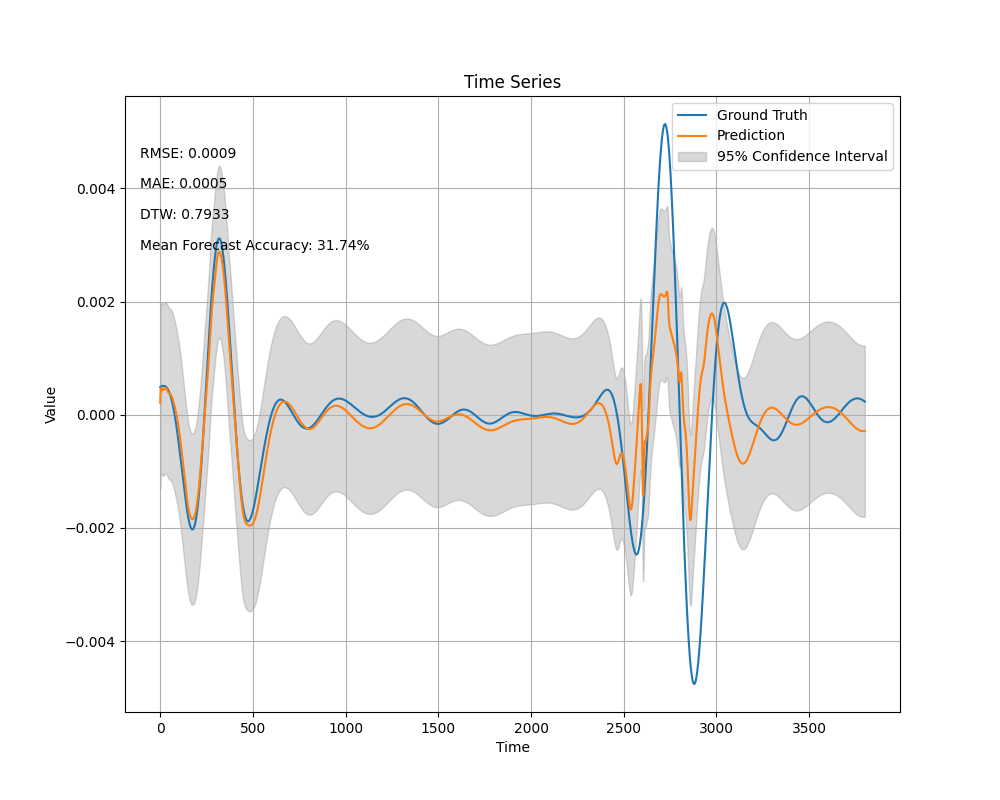 Time Series
Ground Truth
Prediction
95% Confidence Interval
RMSE: 0.0009
MAE: 0.0005
DTW: 0.7933
Mean Forecast Accuracy: 31.74%
Value
0.004
0.002
0.000
−0.002
−0.004
0 500 1000 1500 2000 2500 3000 3500
Time